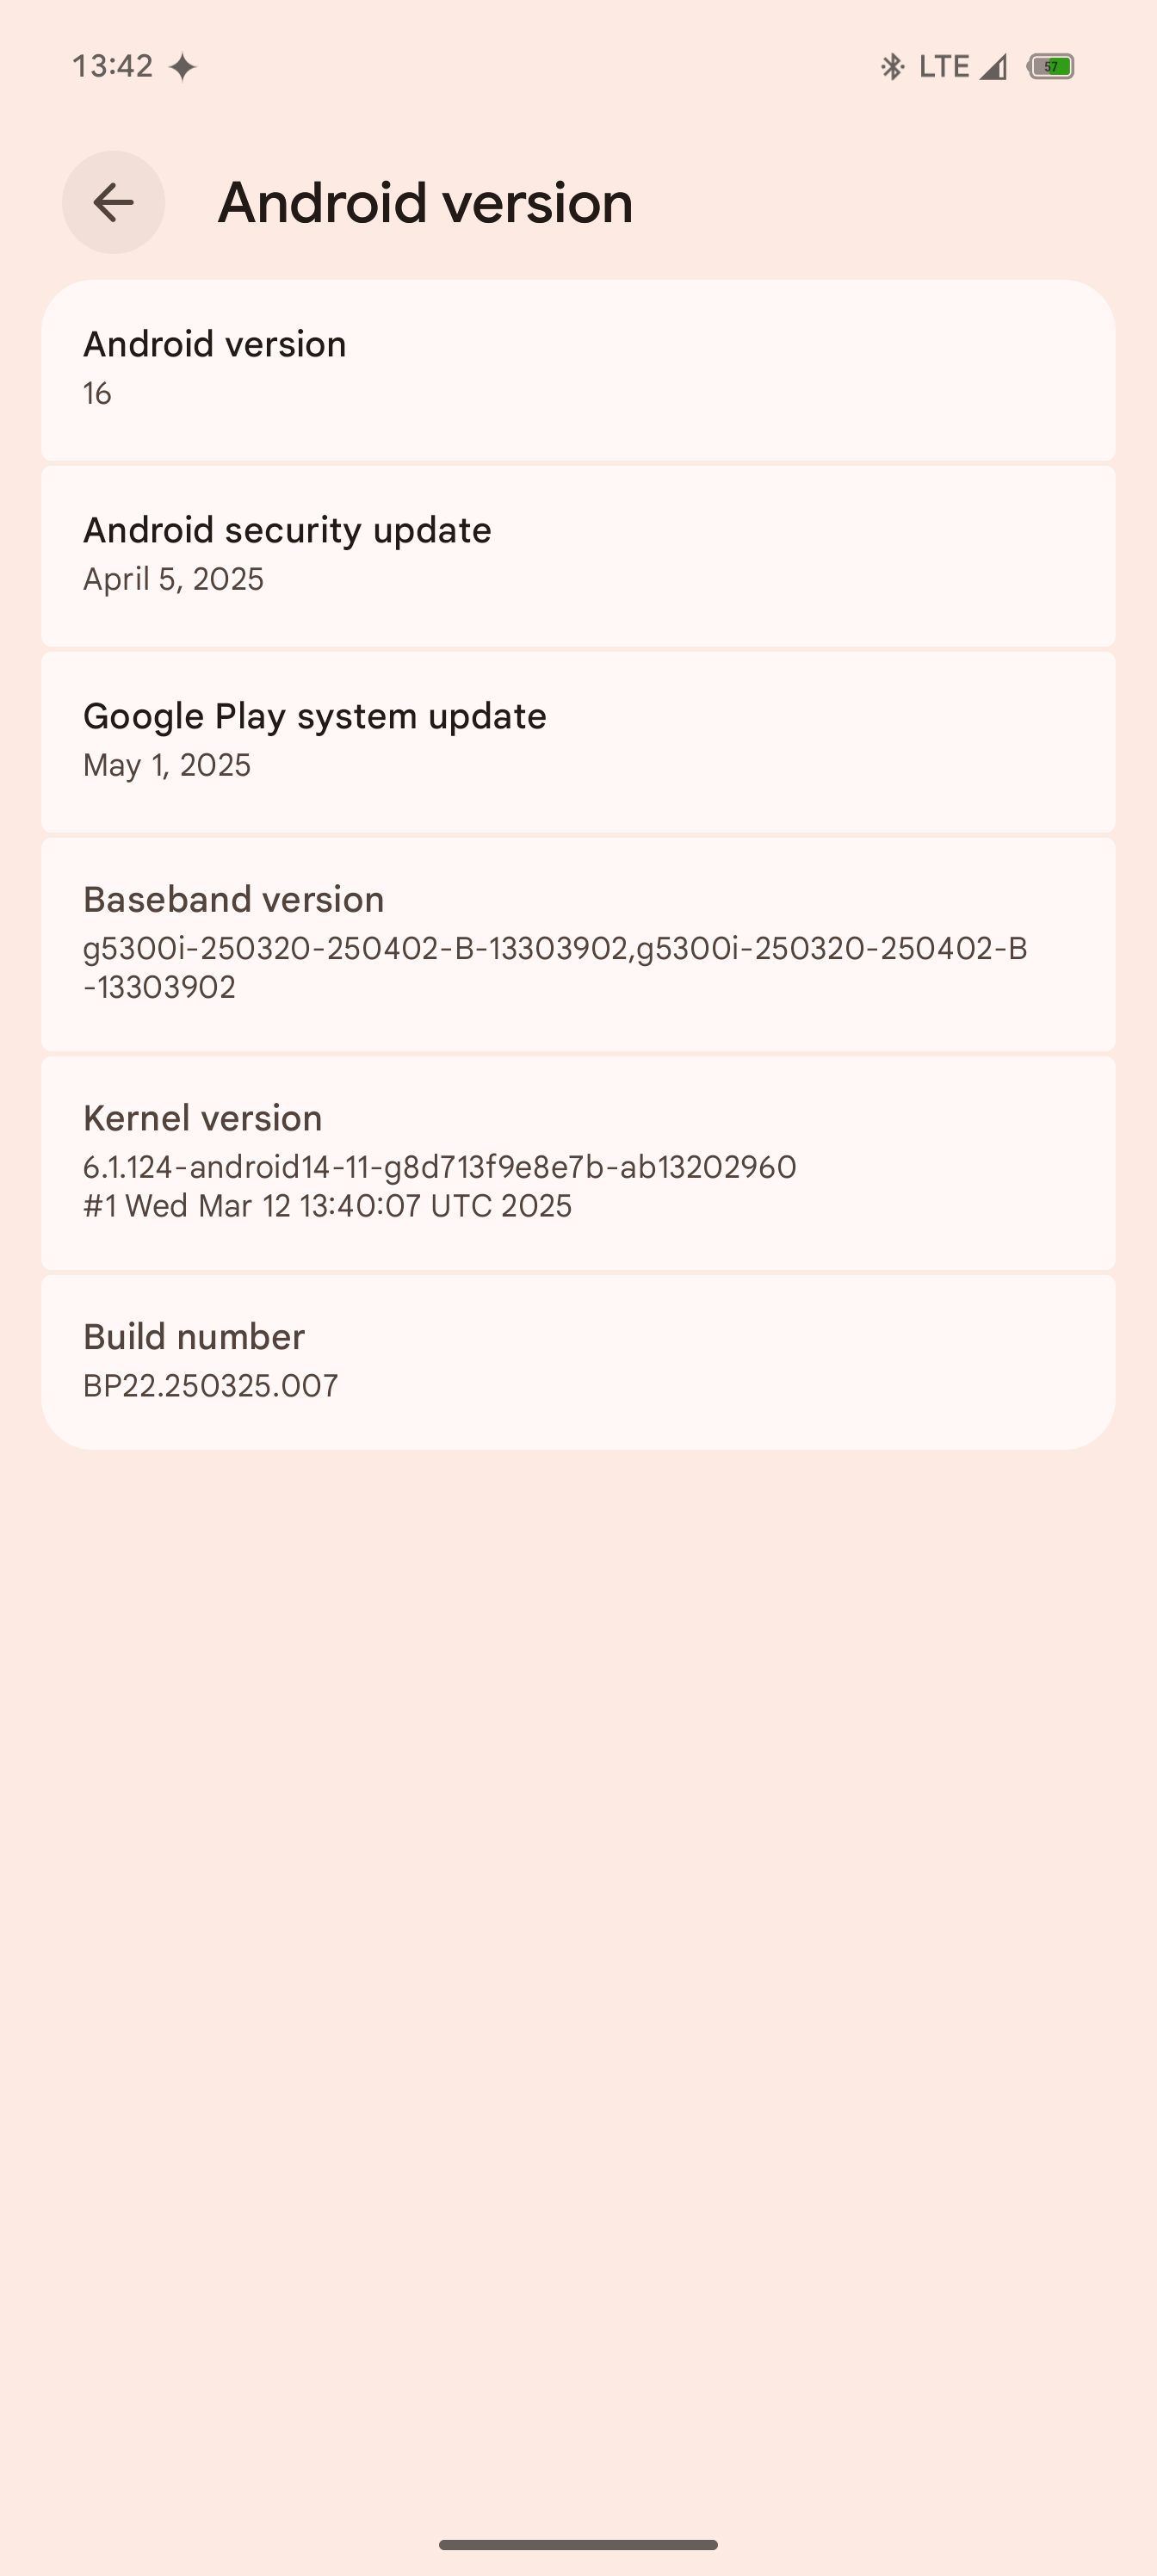 13:42
LTE
57
Android version
Android version
16
Android security update
April 5, 2025
Google Play system update
May 1, 2025
Baseband version
g5300i-250320-250402-B-13303902,g5300i-250320-250402-B
-13303902
Kernel version
6.1.124-android14-11-g8d713f9e8e7b-ab13202960
#1 Wed Mar 12 13:40:07 UTC 2025
Build number
BP22.250325.007